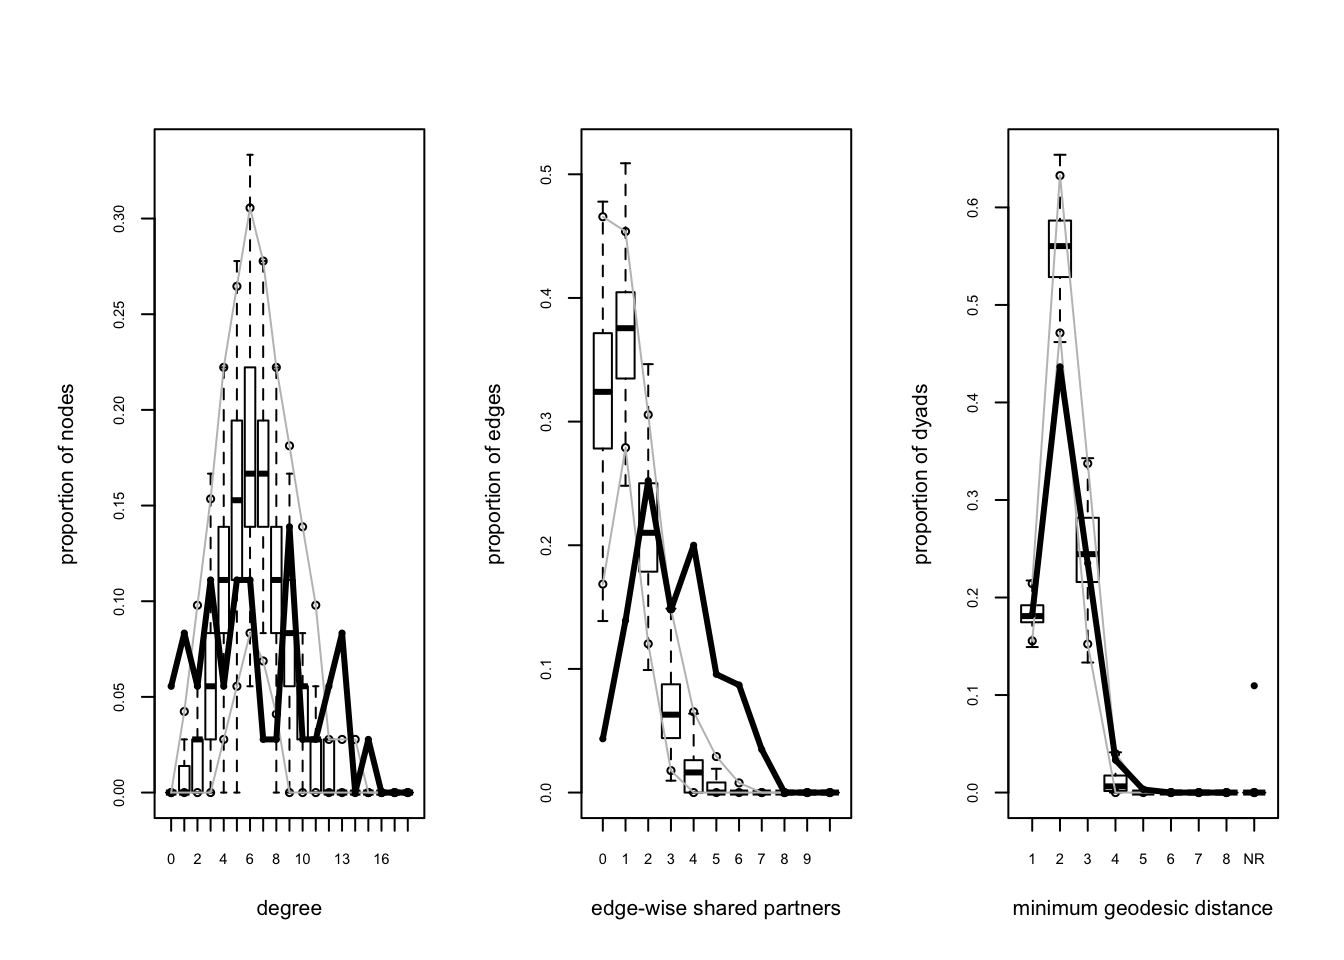 proportion of nodes
0.00 0.05 0.10 0.15 0.20 0.25 0.30
0 2 4 6 8 10 13 16
degree
proportion of edges
0.0 0.1 0.2 0.3 0.4 0.5
0 1 2 3 4 5 6 7 8 9
edge-wise shared partners
proportion of dyads
0.0 0.1 0.2 0.3 0.4 0.5 0.6
1 2 3 4 5 6 7 8 NR
minimum geodesic distance